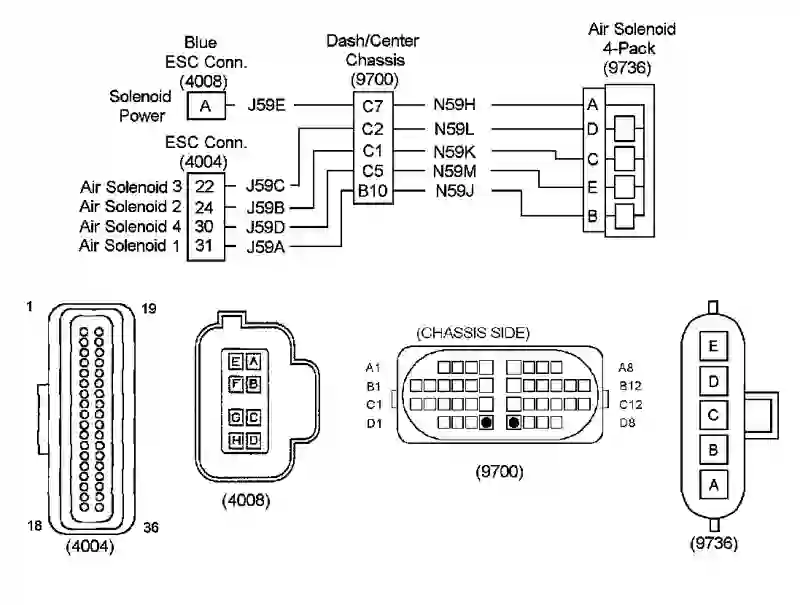 Blue
ESC Conn.
(4008)
Dash/Center
Chassis
(9700)
Air Solenoid
4-Pack
(9736)
Solenoid
Power
A J59E C7 N59H A
ESC Conn.
(4004)
C2 N59L D
C1 N59K C
C5 N59M E
B10 N59J B
Air Solenoid 3 22 J59C
Air Solenoid 2 24 J59B
Air Solenoid 4 30 J59D
Air Solenoid 1 31 J59A
1 19
18 36
(4004)
E A
F B
G C
H D
(4008)
(CHASSIS SIDE)
A1 A8
B1 B12
C1 C12
D1 D8
(9700)
E
D
C
B
A
(9736)